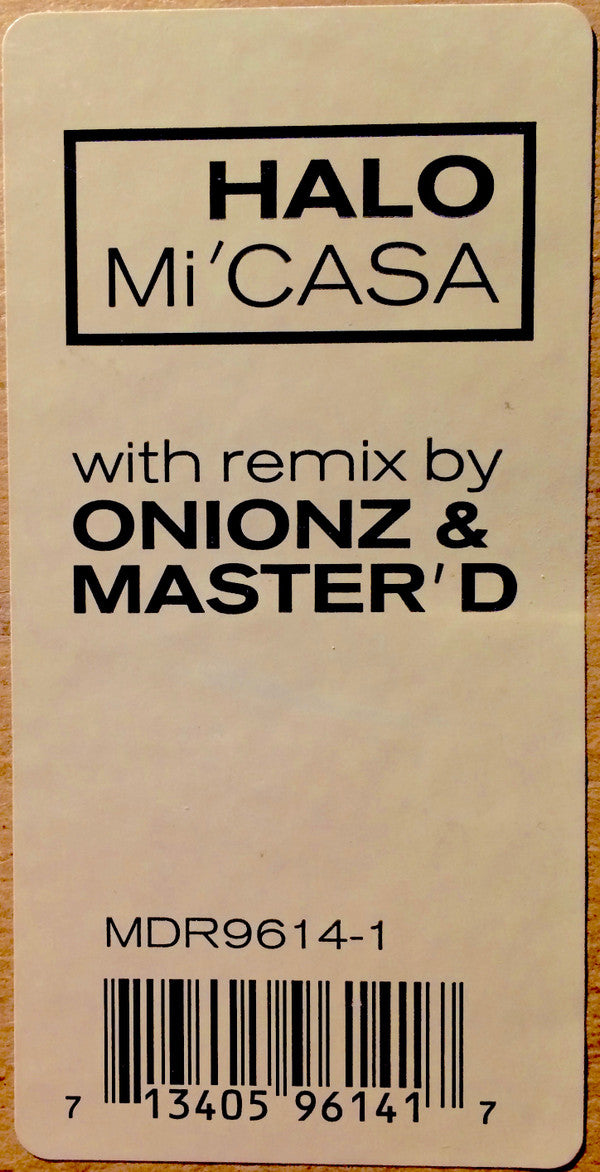 HALO
Mi'CASA
with remix by
ONIONZ &
MASTER'D
MDR9614-1
7 13405 96141 7